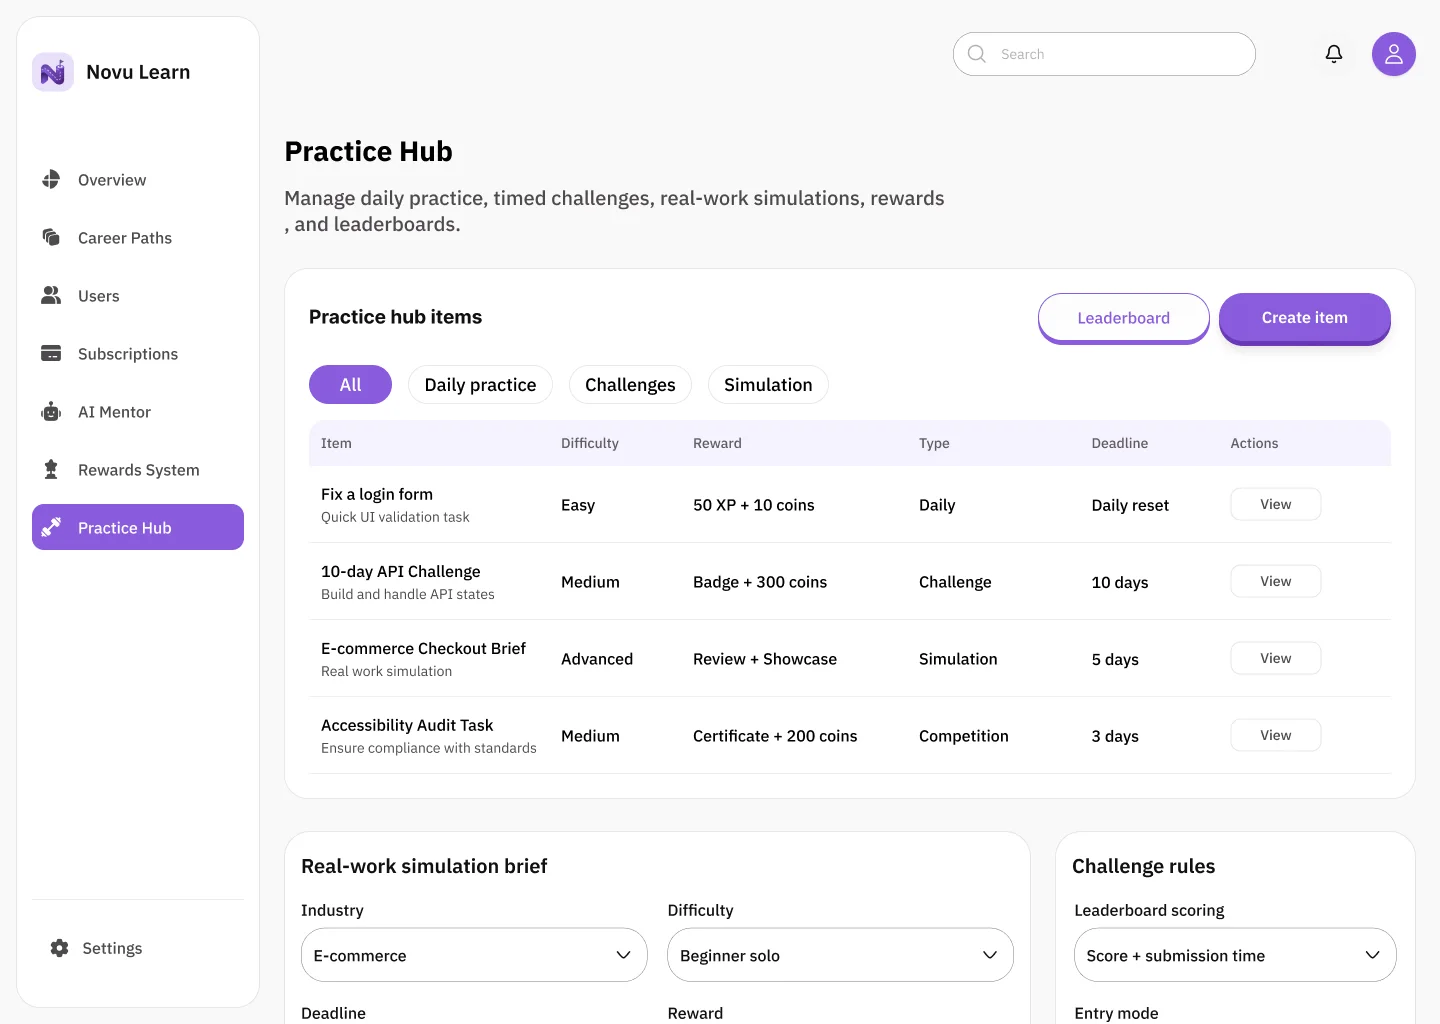 Novu Learn
Search
Overview
Career Paths
Users
Subscriptions
AI Mentor
Rewards System
Practice Hub
Settings
Practice Hub
Manage daily practice, timed challenges, real-work simulations, rewards
, and leaderboards.
Practice hub items
Leaderboard
Create item
All
Daily practice
Challenges
Simulation
Item Difficulty Reward Type Deadline Actions
Fix a login form
Quick UI validation task
Easy 50 XP + 10 coins Daily Daily reset View
10-day API Challenge
Build and handle API states
Medium Badge + 300 coins Challenge 10 days View
E-commerce Checkout Brief
Real work simulation
Advanced Review + Showcase Simulation 5 days View
Accessibility Audit Task
Ensure compliance with standards
Medium Certificate + 200 coins Competition 3 days View
Real-work simulation brief
Industry
E-commerce
Difficulty
Beginner solo
Deadline
Reward
Challenge rules
Leaderboard scoring
Score + submission time
Entry mode